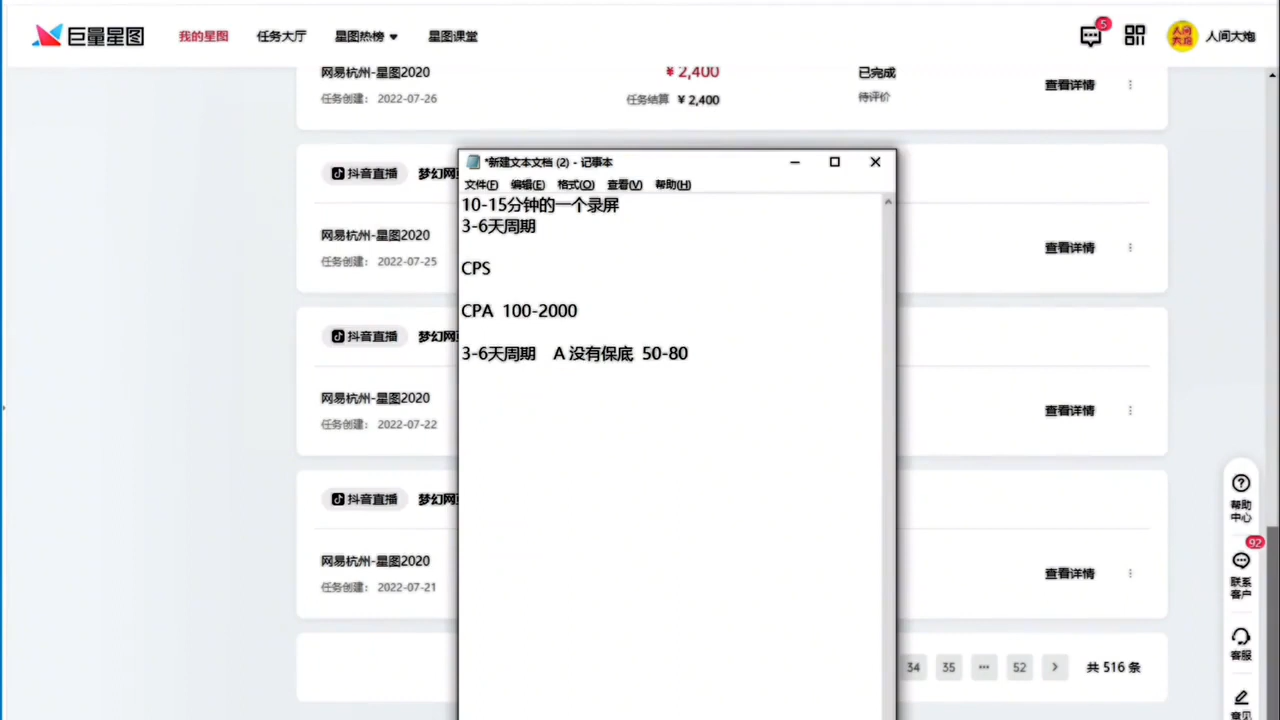 巨量星图
我的星图
任务大厅
星图热榜
星图课堂
5
人间大炮
人间大炮
网易杭州-星图2020
¥ 2,400
已完成
查看详情
任务创建： 2022-07-26
任务结算 ¥ 2,400
待评价
*新建文本文档 (2) - 记事本
文件(F) 编辑(E) 格式(O) 查看(V) 帮助(H)
10-15分钟的一个录屏
3-6天周期
CPS
CPA 100-2000
3-6天周期 A 没有保底 50-80
抖音直播 梦幻网
网易杭州-星图2020
查看详情
任务创建： 2022-07-25
抖音直播 梦幻网
网易杭州-星图2020
查看详情
任务创建： 2022-07-22
抖音直播 梦幻网
网易杭州-星图2020
查看详情
任务创建： 2022-07-21
34 35 ··· 52 > 共 516 条
帮助
中心
92
联系
客户
客服
意见